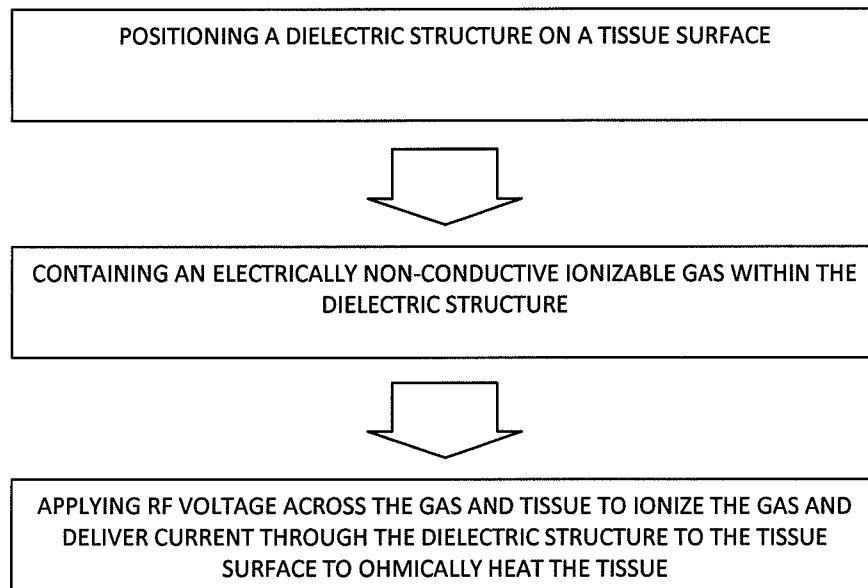 POSITIONING A DIELECTRIC STRUCTURE ON A TISSUE SURFACE
CONTAINING AN ELECTRICALLY NON-CONDUCTIVE IONIZABLE GAS WITHIN THE
DIELECTRIC STRUCTURE
APPLYING RF VOLTAGE ACROSS THE GAS AND TISSUE TO IONIZE THE GAS AND
DELIVER CURRENT THROUGH THE DIELECTRIC STRUCTURE TO THE TISSUE
SURFACE TO OHMICALLY HEAT THE TISSUE